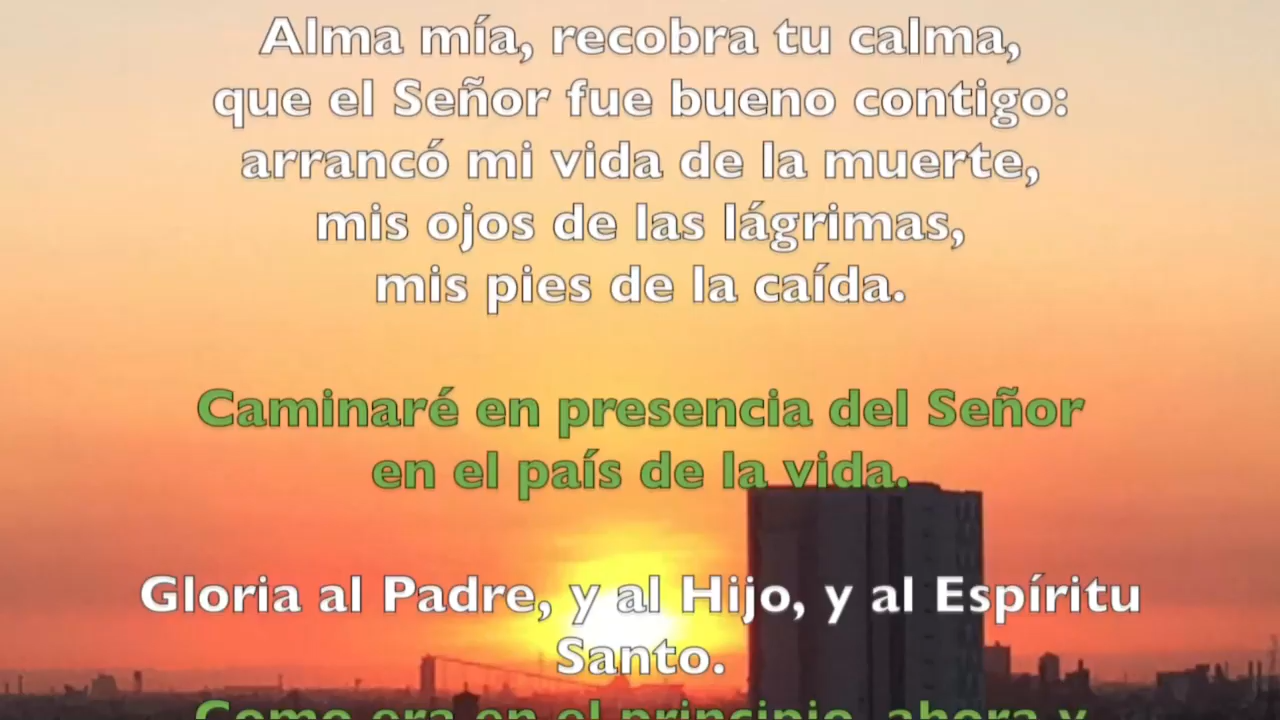 Alma mía, recobra tu calma,
que el Señor fue bueno contigo:
arrancó mi vida de la muerte,
mis ojos de las lágrimas,
mis pies de la caída.
Caminaré en presencia del Señor
en el país de la vida.
Gloria al Padre, y al Hijo, y al Espíritu
Santo.
Como era en el principio, ahora y